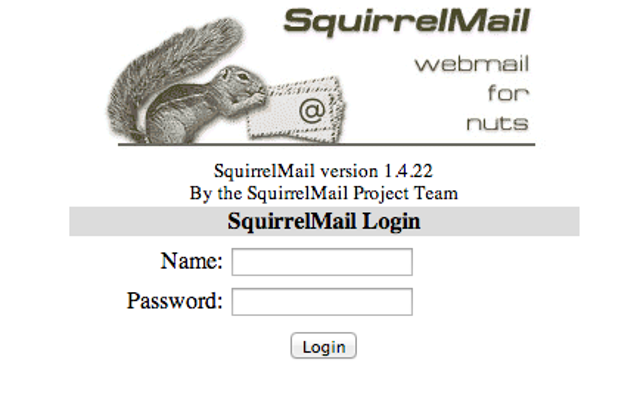 SquirrelMail
webmail
for
nuts
@
SquirrelMail version 1.4.22
By the SquirrelMail Project Team
SquirrelMail Login
Name:
Password:
Login